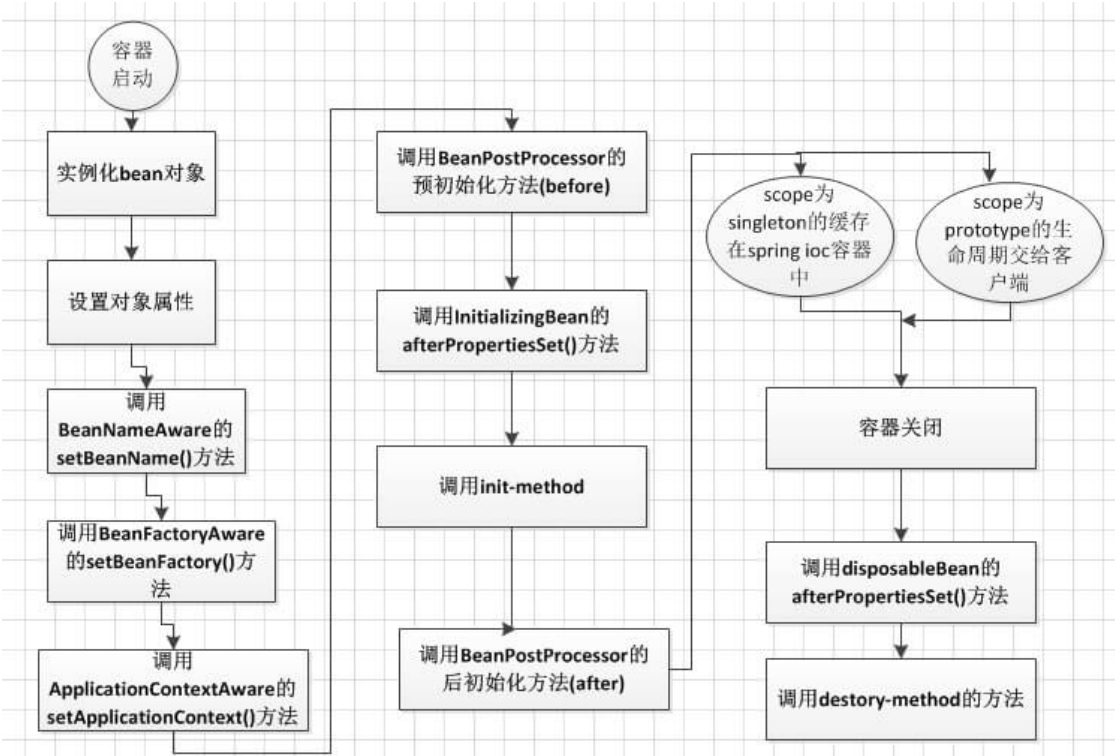 容器
启动
实例化bean对象
设置对象属性
调用
BeanNameAware的
setBeanName()方法
调用BeanFactoryAware
的setBeanFactory()方
法
调用
ApplicationContextAware的
setApplicationContext()方法
调用BeanPostProcessor的
预初始化方法(before)
调用InitializingBean的
afterPropertiesSet()方法
调用init-method
调用BeanPostProcessor的
后初始化方法(after)
scope为
singleton的缓存
在spring ioc容器
中
scope为
prototype的生
命周期交给客
户端
容器关闭
调用disposableBean的
afterPropertiesSet()方法
调用destory-method的方法